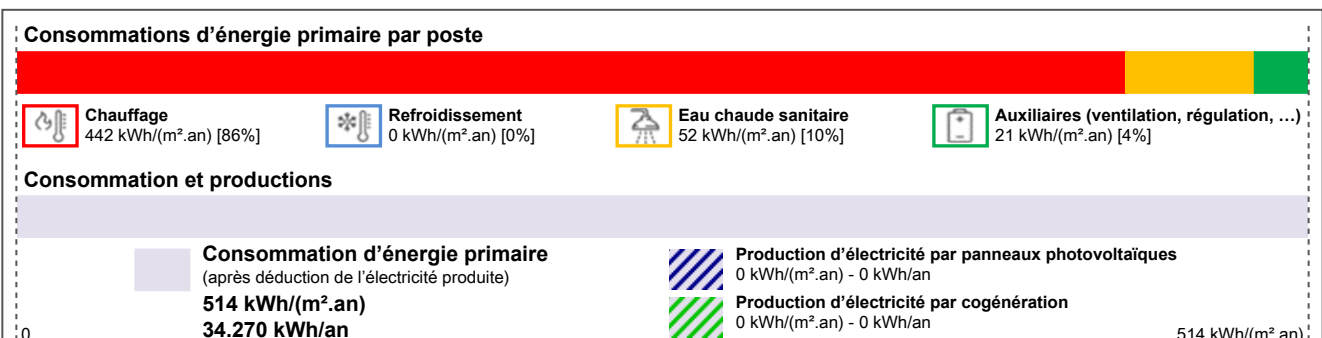 Consommations d’énergie primaire par poste
Chauffage
442 kWh/(m².an) [86%]
Refroidissement
0 kWh/(m².an) [0%]
Eau chaude sanitaire
52 kWh/(m².an) [10%]
Auxiliaires (ventilation, régulation, …)
21 kWh/(m².an) [4%]
Consommation et productions
Consommation d’énergie primaire
(après déduction de l’électricité produite)
514 kWh/(m².an)
34.270 kWh/an
Production d’électricité par panneaux photovoltaïques
0 kWh/(m².an) - 0 kWh/an
Production d’électricité par cogénération
0 kWh/(m².an) - 0 kWh/an
0
514 kWh/(m².an)